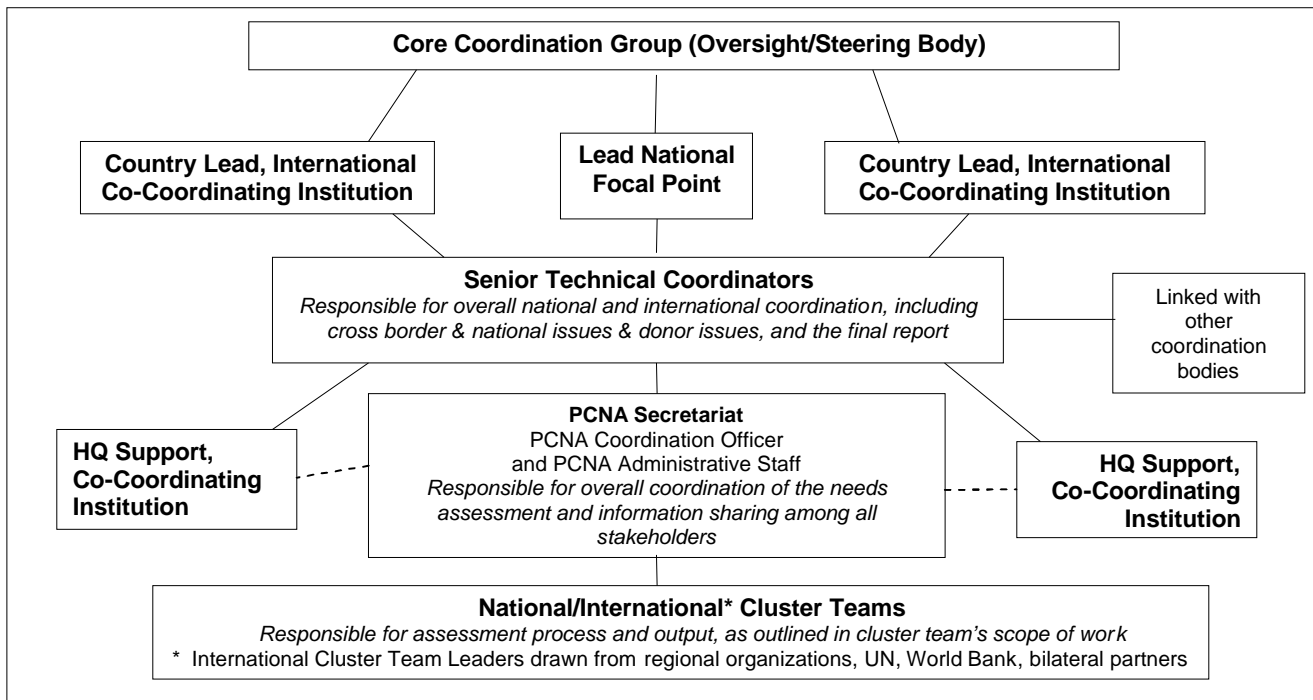 Core Coordination Group (Oversight/Steering Body)
Country Lead, International
Co-Coordinating Institution
Lead National
Focal Point
Country Lead, International
Co-Coordinating Institution
Senior Technical Coordinators
Responsible for overall national and international coordination, including
cross border & national issues & donor issues, and the final report
Linked with
other
coordination
bodies
HQ Support,
Co-Coordinating
Institution
PCNA Secretariat
PCNA Coordination Officer
and PCNA Administrative Staff
Responsible for overall coordination of the needs
assessment and information sharing among all
stakeholders
HQ Support,
Co-Coordinating
Institution
National/International* Cluster Teams
Responsible for assessment process and output, as outlined in cluster team's scope of work
* International Cluster Team Leaders drawn from regional organizations, UN, World Bank, bilateral partners